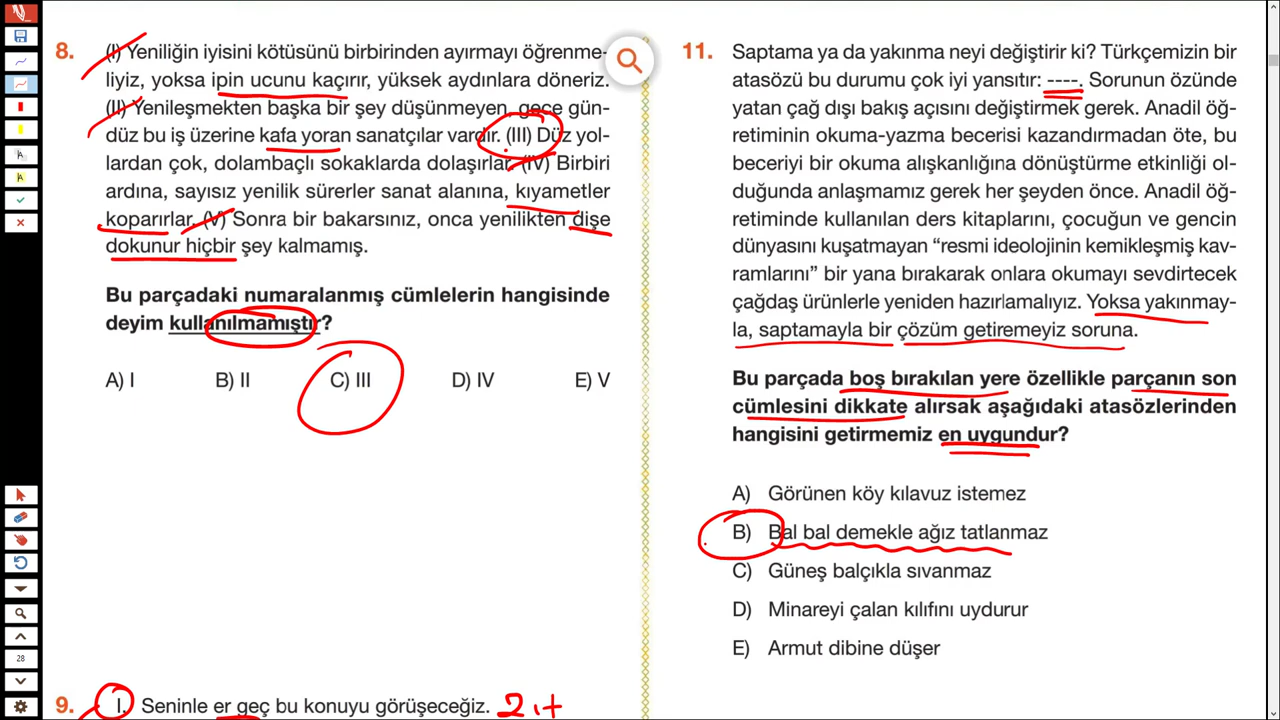 8.
(I) Yeniliğin iyisini kötüsünü birbirinden ayırmayı öğrenme-
liyiz, yoksa ipin ucunu kaçırır, yüksek aydınlara döneriz.
(II) Yenileşmekten başka bir şey düşünmeyen, gece gün-
düz bu iş üzerine kafa yoran sanatçılar vardır. (III) Düz yol-
lardan çok, dolambaçlı sokaklarda dolaşırlar. (IV) Birbiri
ardına, sayısız yenilik sürerler sanat alanına, kıyametler
koparırlar. (V) Sonra bir bakarsınız, onca yenilikten dişe
dokunur hiçbir şey kalmamış.
Bu parçadaki numaralanmış cümlelerin hangisinde
deyim kullanılmamıştır?
A) I B) II C) III D) IV E) V
9.
I. Seninle er geç bu konuyu görüşeceğiz. 2 +
11.
Saptama ya da yakınma neyi değiştirir ki? Türkçemizin bir
atasözü bu durumu çok iyi yansıtır: ----. Sorunun özünde
yatan çağ dışı bakış açısını değiştirmek gerek. Anadil öğ-
retiminin okuma-yazma becerisi kazandırmadan öte, bu
beceriyi bir okuma alışkanlığına dönüştürme etkinliği ol-
duğunda anlaşmamız gerek her şeyden önce. Anadil öğ-
retiminde kullanılan ders kitaplarını, çocuğun ve gencin
dünyasını kuşatmayan “resmi ideolojinin kemikleşmiş kav-
ramlarını” bir yana bırakarak onlara okumayı sevdirtecek
çağdaş ürünlerle yeniden hazırlamalıyız. Yoksa yakınmay-
la, saptamayla bir çözüm getiremeyiz soruna.
Bu parçada boş bırakılan yere özellikle parçanın son
cümlesini dikkate alırsak aşağıdaki atasözlerinden
hangisini getirmemiz en uygundur?
A) Görünen köy kılavuz istemez
B) Bal bal demekle ağız tatlanmaz
C) Güneş balçıkla sıvanmaz
D) Minareyi çalan kılıfını uydurur
E) Armut dibine düşer
28